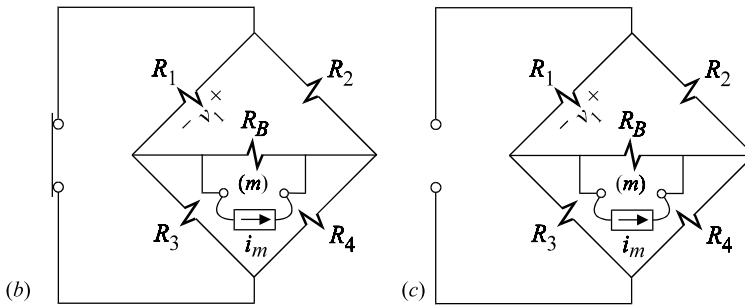 R1
R2
− v1 +
RB
(m)
R3
im
R4
(b)
R1
R2
− v1 +
RB
(m)
R3
im
R4
(c)